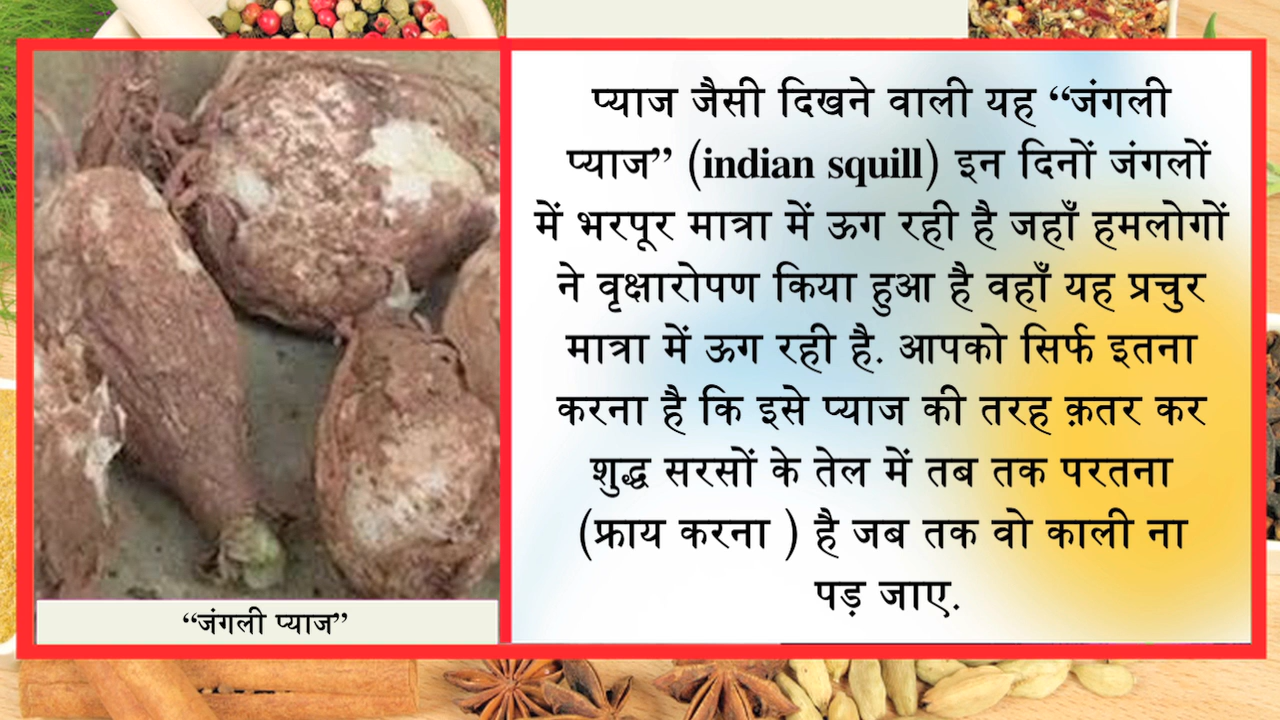 प्याज जैसी दिखने वाली यह “जंगली
प्याज” (indian squill) इन दिनों जंगलों
में भरपूर मात्रा में ऊग रही है जहाँ हमलोगों
ने वृक्षारोपण किया हुआ है वहाँ यह प्रचुर
मात्रा में ऊग रही है. आपको सिर्फ इतना
करना है कि इसे प्याज की तरह क़तर कर
शुद्ध सरसों के तेल में तब तक परतना
(फ्राय करना ) है जब तक वो काली ना
पड़ जाए.
“जंगली प्याज”